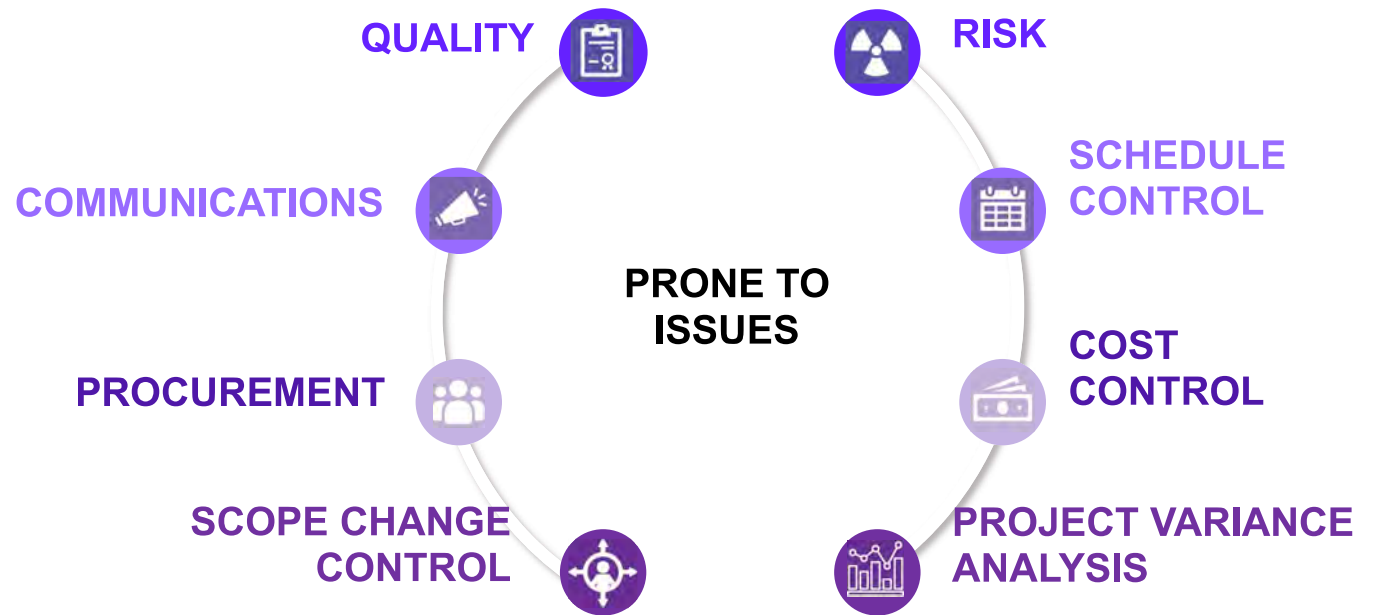 QUALITY
RISK
COMMUNICATIONS
SCHEDULE
CONTROL
PRONE TO
ISSUES
PROCUREMENT
COST
CONTROL
SCOPE CHANGE
CONTROL
PROJECT VARIANCE
ANALYSIS